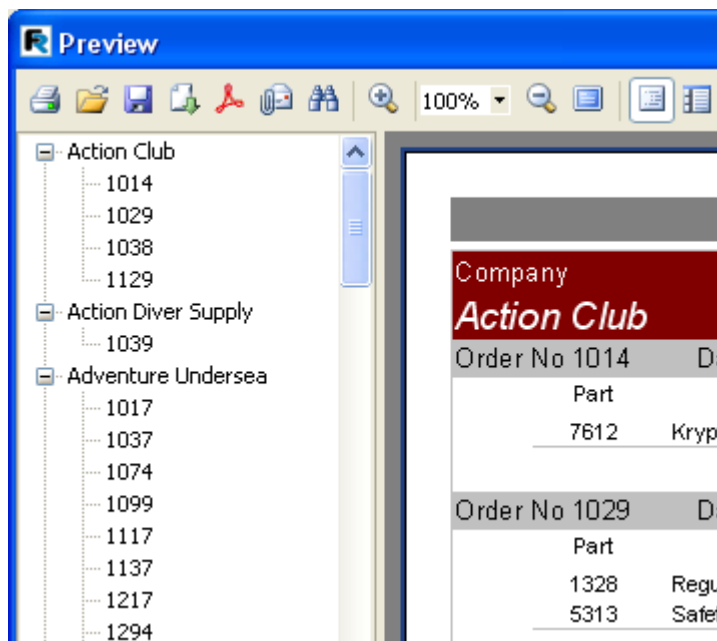 Preview
100%
Action Club
1014
1029
1038
1129
Action Diver Supply
1039
Adventure Undersea
1017
1037
1074
1099
1117
1137
1217
1294
Company
Action Club
Order No 1014
Part
7612
Order No 1029
Part
1328
5313